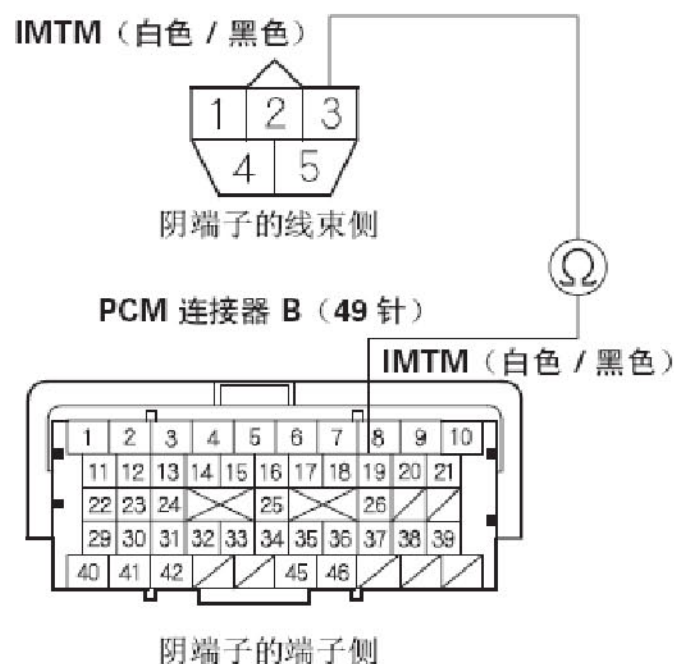 IMTM（白色 / 黑色）
1 2 3
4 5
阴端子的线束侧
Ω
PCM 连接器 B（49 针）
IMTM（白色 / 黑色）
1 2 3 4 5 6 7 8 9 10
11 12 13 14 15 16 17 18 19 20 21
22 23 24 25 26
29 30 31 32 33 34 35 36 37 38 39
40 41 42 45 46
阴端子的端子侧